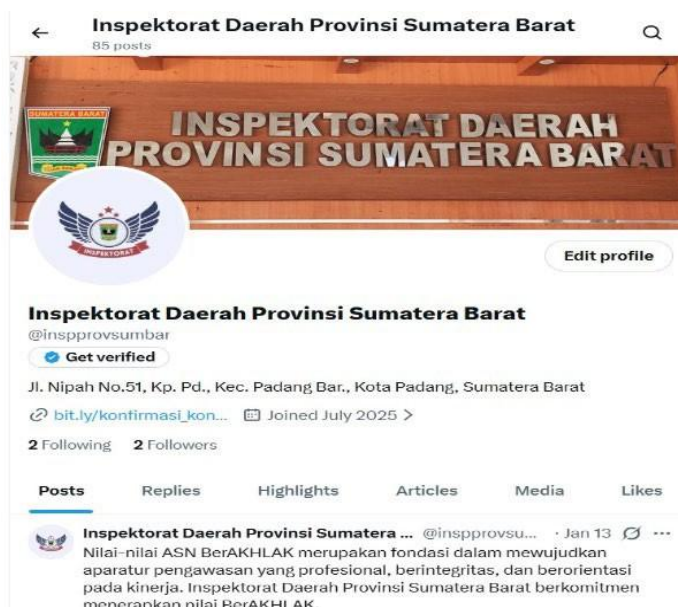 Inspektorat Daerah Provinsi Sumatera Barat
85 posts
SUMATERA BARAT
INSPEKTORAT DAERAH
PROVINSI SUMATERA BARAT
INSPEKTORAT
Edit profile
Inspektorat Daerah Provinsi Sumatera Barat
@inspprovsumbar
Get verified
Jl. Nipah No.51, Kp. Pd., Kec. Padang Bar., Kota Padang, Sumatera Barat
bit.ly/konfirmasi_kon... Joined July 2025 >
2 Following 2 Followers
Posts Replies Highlights Articles Media Likes
Inspektorat Daerah Provinsi Sumatera ... @inspprovsu... · Jan 13 ...
Nilai-nilai ASN BerAKHLAK merupakan fondasi dalam mewujudkan
aparatur pengawasan yang profesional, berintegritas, dan berorientasi
pada kinerja. Inspektorat Daerah Provinsi Sumatera Barat berkomitmen
menerapkan nilai BerAKHLAK